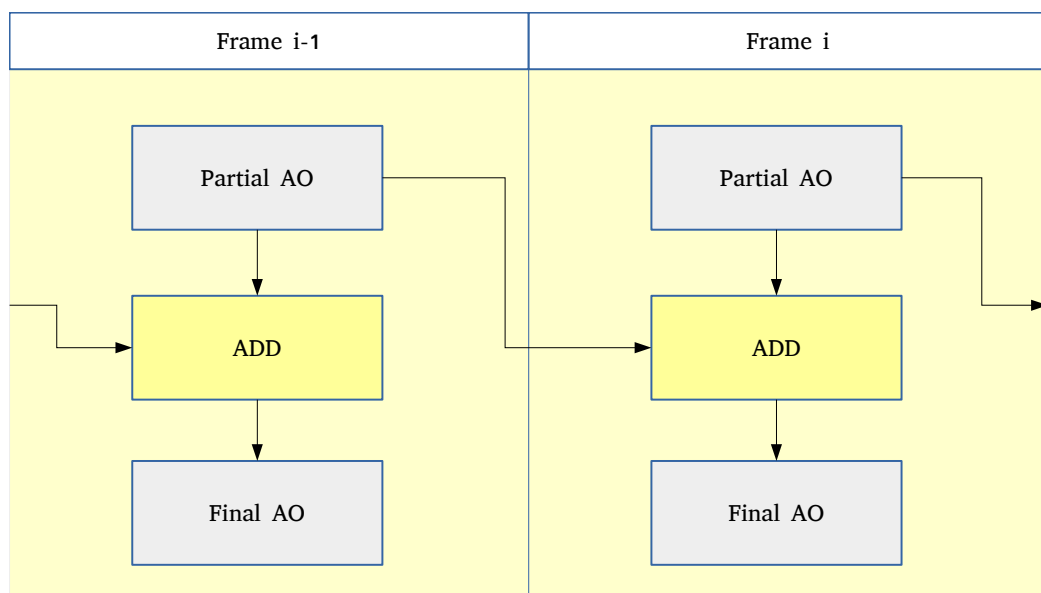 Frame i-1
Frame i
Partial AO
Partial AO
ADD
ADD
Final AO
Final AO